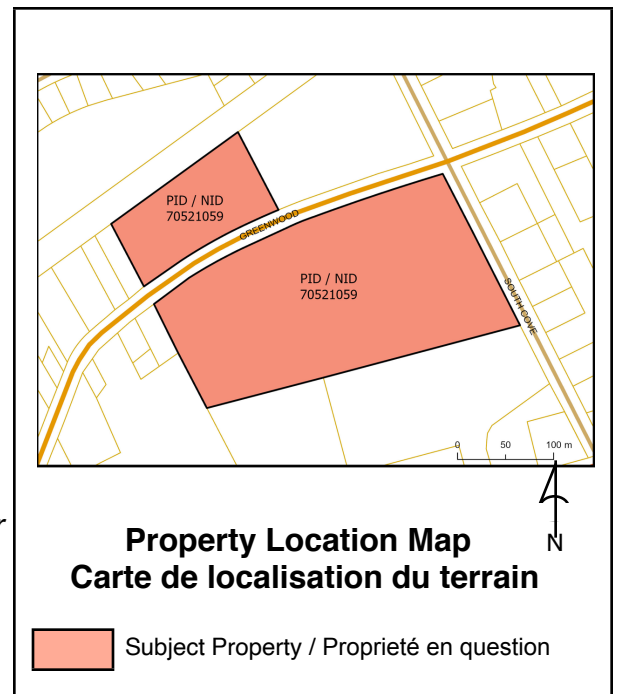 PID / NID
70521059
GREENWOOD
PID / NID
70521059
SOUTH COVE
0 50 100 m
N
Property Location Map
Carte de localisation du terrain
Subject Property / Proprieté en question